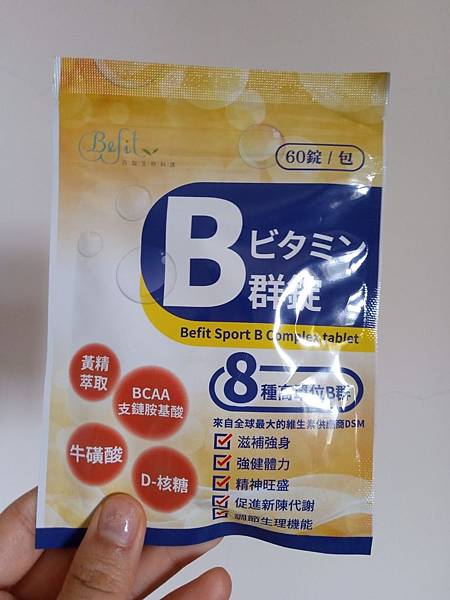 Befit
60錠/包
B ビタミン
群錠
Befit Sport B Complex tablet
8種高單位B群
來自全球最大的維生素供應商DSM
滋補強身
強健體力
精神旺盛
促進新陳代謝
調節生理機能
黃精
萃取
BCAA
支鏈胺基酸
牛磺酸
D-核糖